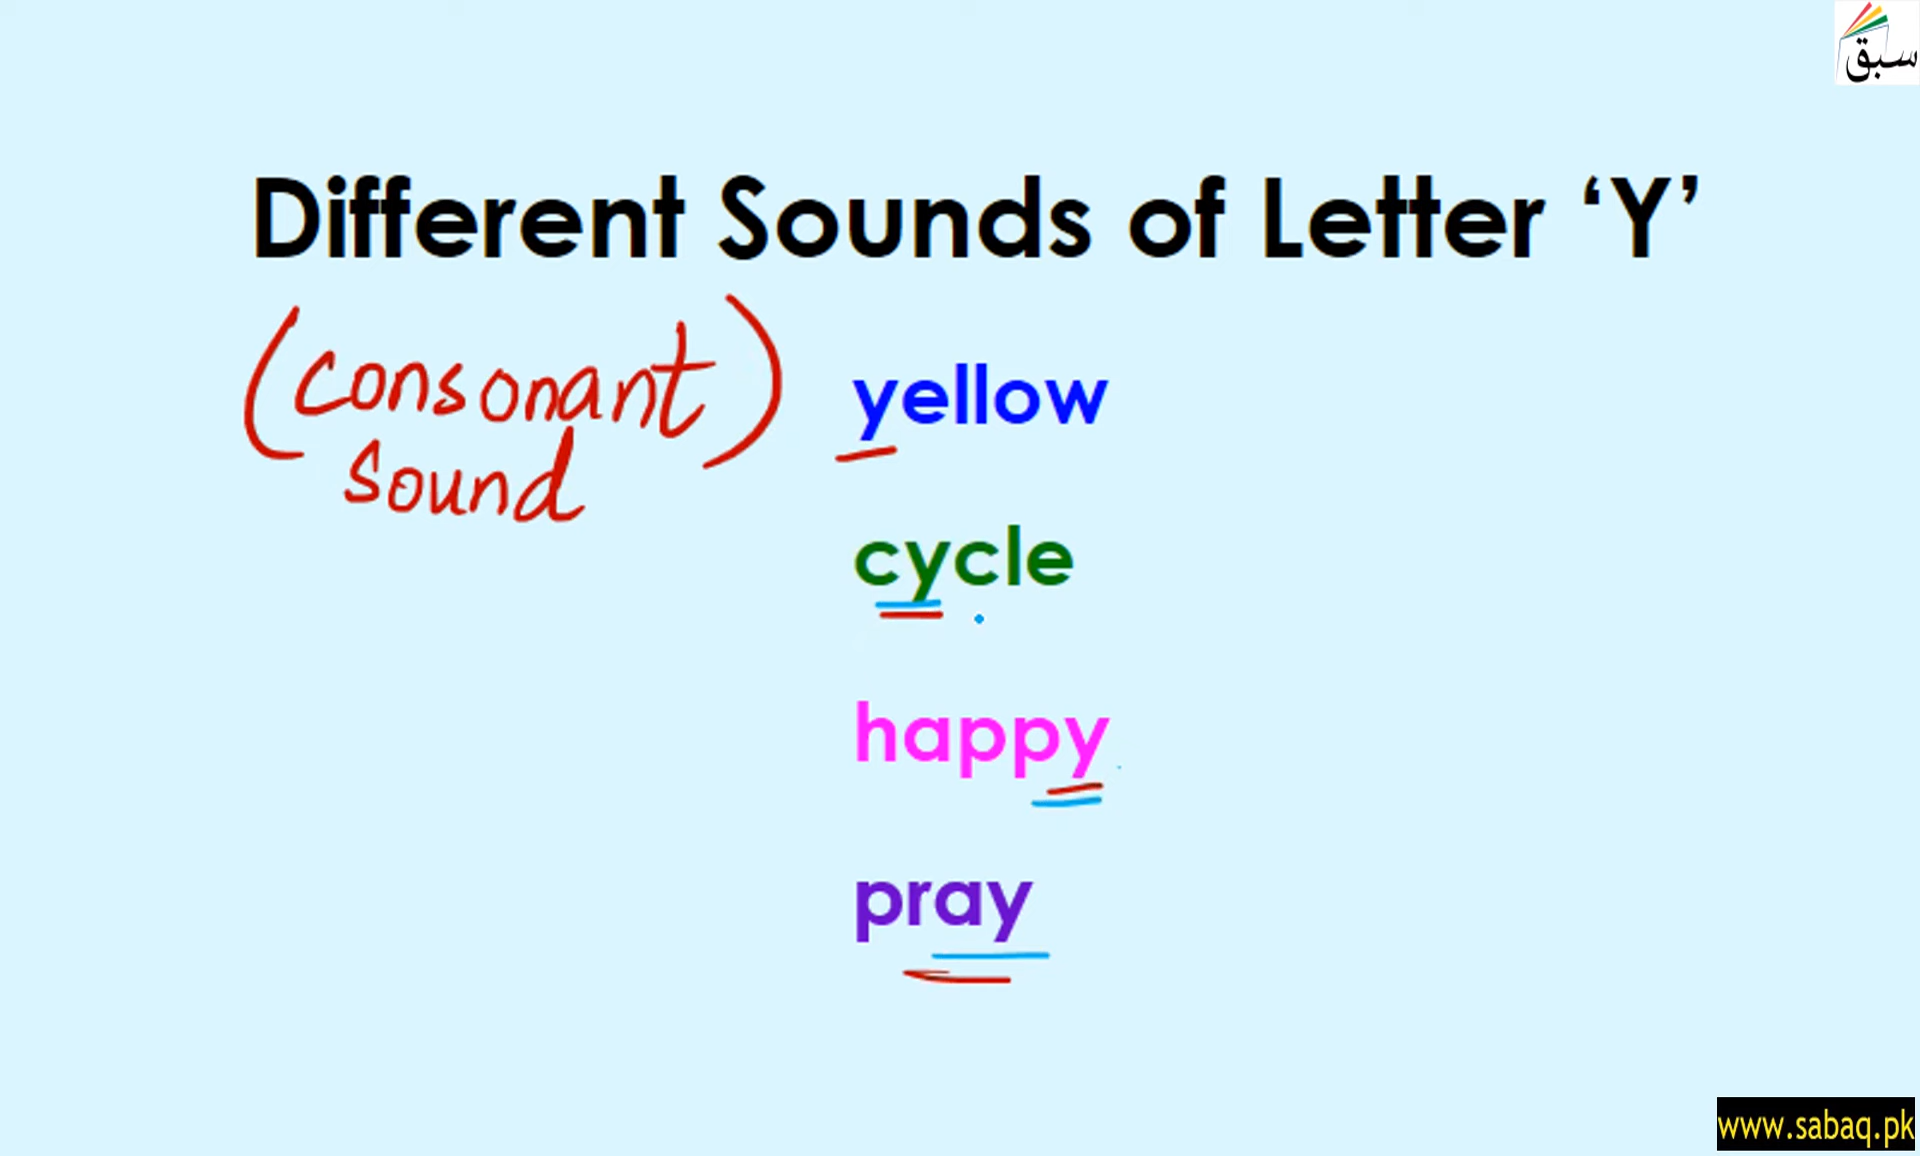 سبق
Different Sounds of Letter ‘Y’
(consonant) yellow
sound
cycle
happy
pray
www.sabaq.pk